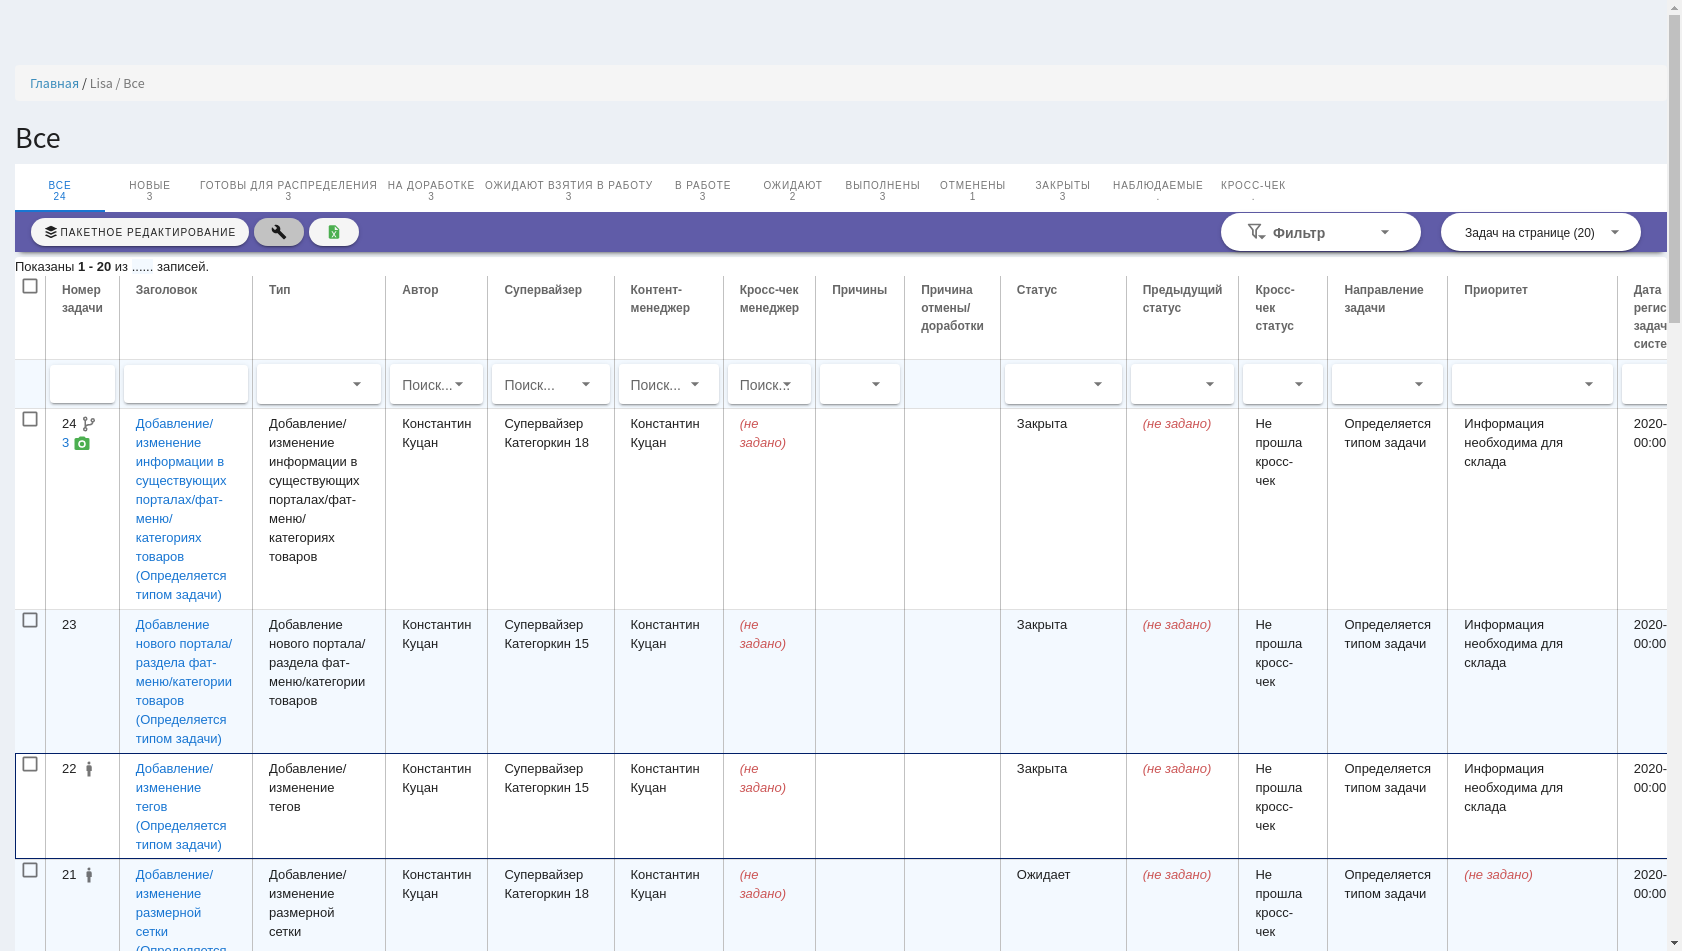 Главная / Lisa / Все
Все
ВСЕ НОВЫЕ ГОТОВЫ ДЛЯ РАСПРЕДЕЛЕНИЯ НА ДОРАБОТКЕ ОЖИДАЮТ ВЗЯТИЯ В РАБОТУ В РАБОТЕ ОЖИДАЮТ ВЫПОЛНЕНЫ ОТМЕНЕНЫ ЗАКРЫТЫ НАБЛЮДАЕМЫЕ КРОСС-ЧЕК
24 3 3 3 3 3 2 3 1 3 . .
ПАКЕТНОЕ РЕДАКТИРОВАНИЕ Фильтр Задач на странице (20)
Показаны 1 - 20 из ...... записей.
Номер Заголовок Тип Автор Супервайзер Контент- Кросс-чек Причины Причина Статус Предыдущий Кросс- Направление Приоритет Дата
задачи менеджер менеджер отмены/ статус чек задачи регис
доработки статус задач
систе
Поиск... Поиск... Поиск... Поиск...
24 Добавление/ Добавление/ Константин Супервайзер Константин (не Закрыта (не задано) Не Определяется Информация 2020-
3 изменение изменение Куцан Категоркин 18 Куцан задано) прошла типом задачи необходима для 00:00
информации в информации в кросс- склада
существующих существующих чек
порталах/фат- порталах/фат-
меню/ меню/
категориях категориях
товаров товаров
(Определяется
типом задачи)
23 Добавление Добавление Константин Супервайзер Константин (не Закрыта (не задано) Не Определяется Информация 2020-
нового портала/ нового портала/ Куцан Категоркин 15 Куцан задано) прошла типом задачи необходима для 00:00
раздела фат- раздела фат- кросс- склада
меню/категории меню/категории чек
товаров товаров
(Определяется
типом задачи)
22 Добавление/ Добавление/ Константин Супервайзер Константин (не Закрыта (не задано) Не Определяется Информация 2020-
изменение изменение Куцан Категоркин 15 Куцан задано) прошла типом задачи необходима для 00:00
тегов тегов кросс- склада
(Определяется чек
типом задачи)
21 Добавление/ Добавление/ Константин Супервайзер Константин (не Ожидает (не задано) Не Определяется (не задано) 2020-
изменение изменение Куцан Категоркин 18 Куцан задано) прошла типом задачи 00:00
размерной размерной кросс-
сетки сетки чек
(Определяется